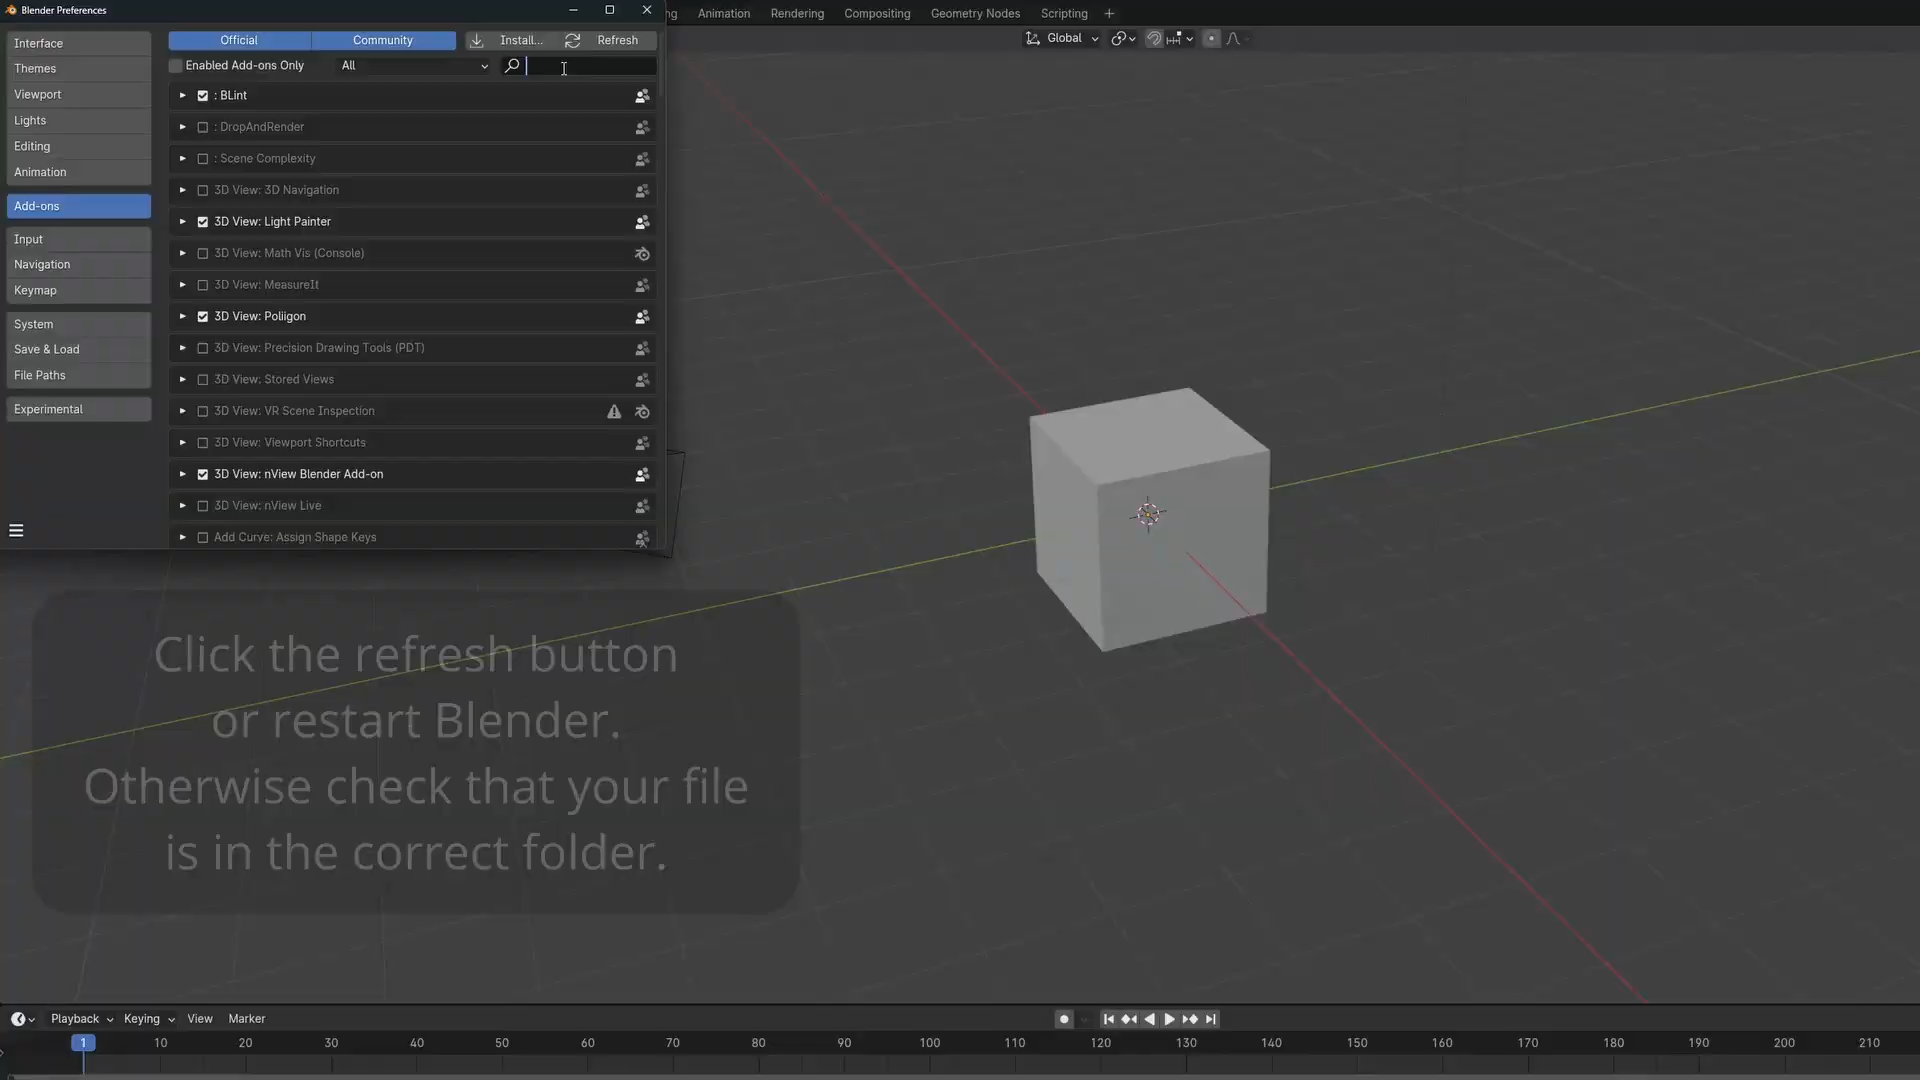 Blender Preferences
ng Animation Rendering Compositing Geometry Nodes Scripting +
Global
Interface
Themes
Viewport
Lights
Editing
Animation
Add-ons
Input
Navigation
Keymap
System
Save & Load
File Paths
Experimental
Official Community Install... Refresh
Enabled Add-ons Only All
: BLint
: DropAndRender
: Scene Complexity
3D View: 3D Navigation
3D View: Light Painter
3D View: Math Vis (Console)
3D View: MeasureIt
3D View: Poliigon
3D View: Precision Drawing Tools (PDT)
3D View: Stored Views
3D View: VR Scene Inspection
3D View: Viewport Shortcuts
3D View: nView Blender Add-on
3D View: nView Live
Add Curve: Assign Shape Keys
Click the refresh button
or restart Blender.
Otherwise check that your file
is in the correct folder.
Playback Keying View Marker
1 10 20 30 40 50 60 70 80 90 100 110 120 130 140 150 160 170 180 190 200 210